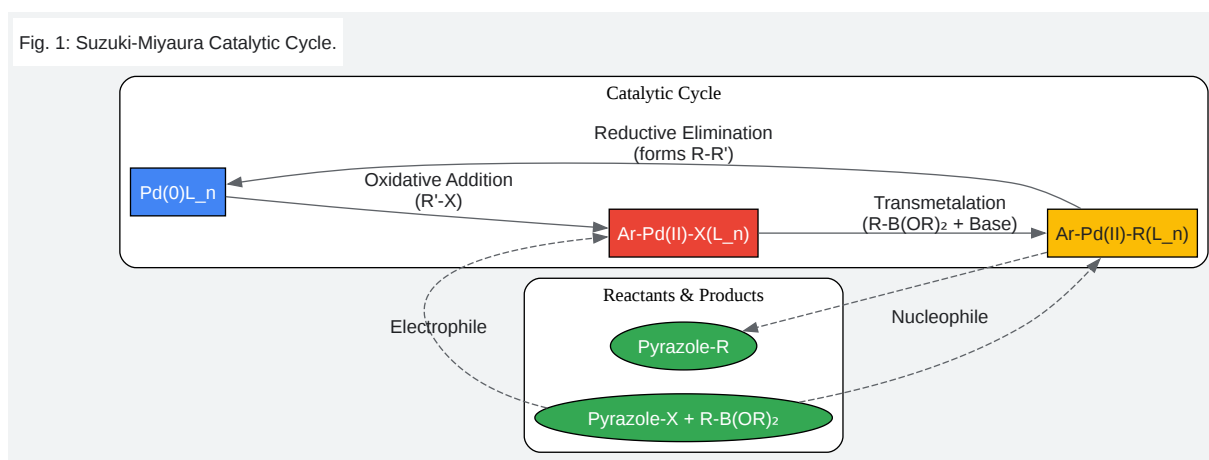 Fig. 1: Suzuki-Miyaura Catalytic Cycle.
Catalytic Cycle
Reductive Elimination
(forms R-R')
Pd(0)L_n
Oxidative Addition
(R'-X)
Ar-Pd(II)-X(L_n)
Transmetalation
(R-B(OR)₂ + Base)
Ar-Pd(II)-R(L_n)
Reactants & Products
Electrophile
Nucleophile
Pyrazole-R
Pyrazole-X + R-B(OR)₂